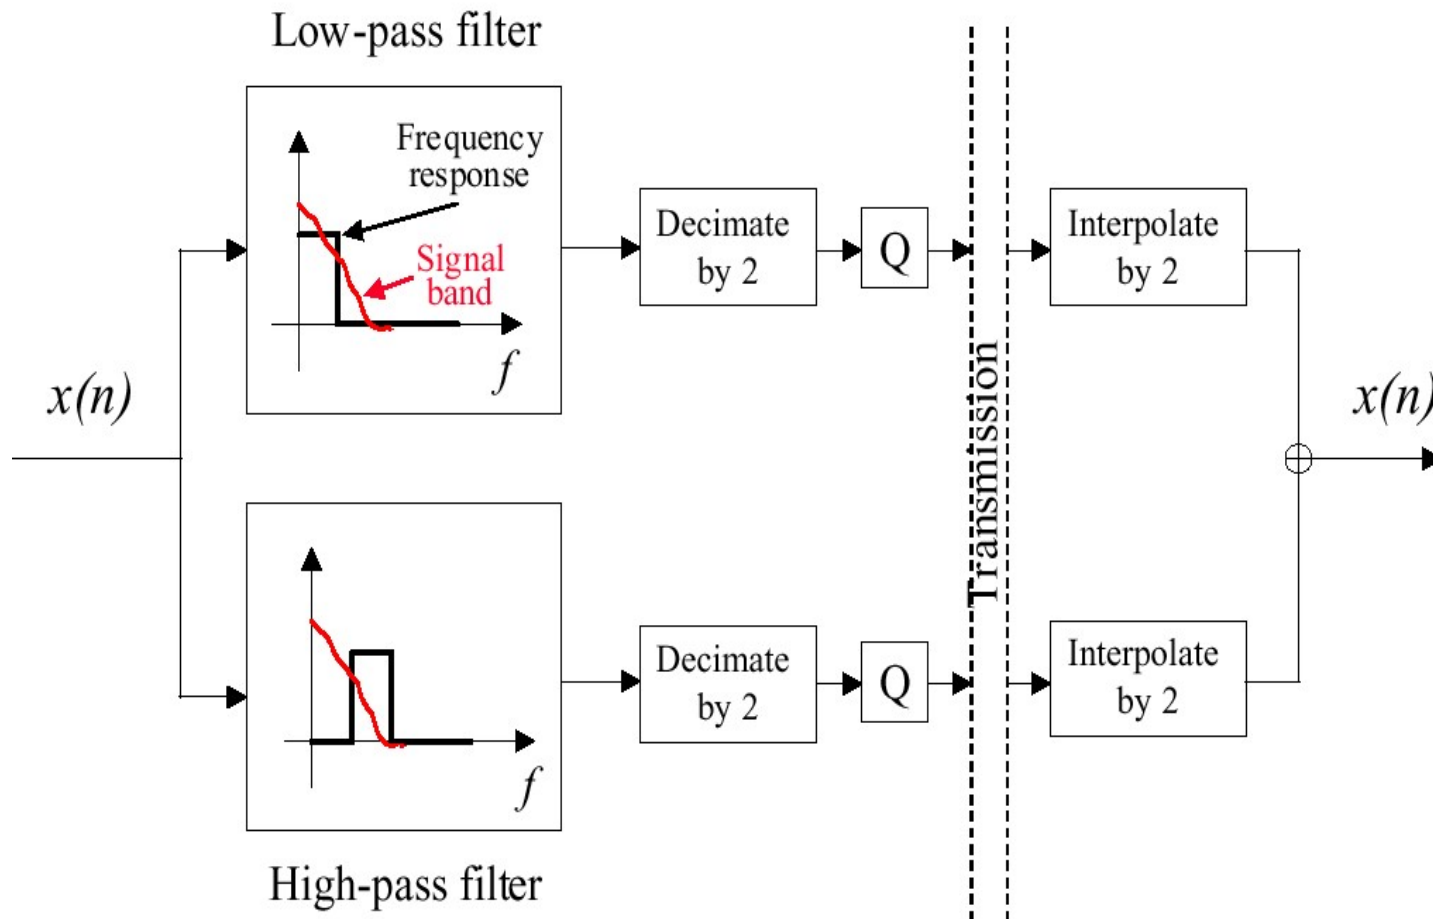 Low-pass filter
Frequency
response
Signal
band
f
Decimate
by 2
Q
Interpolate
by 2
x(n)
Transmission
x(n)
f
Decimate
by 2
Q
Interpolate
by 2
High-pass filter